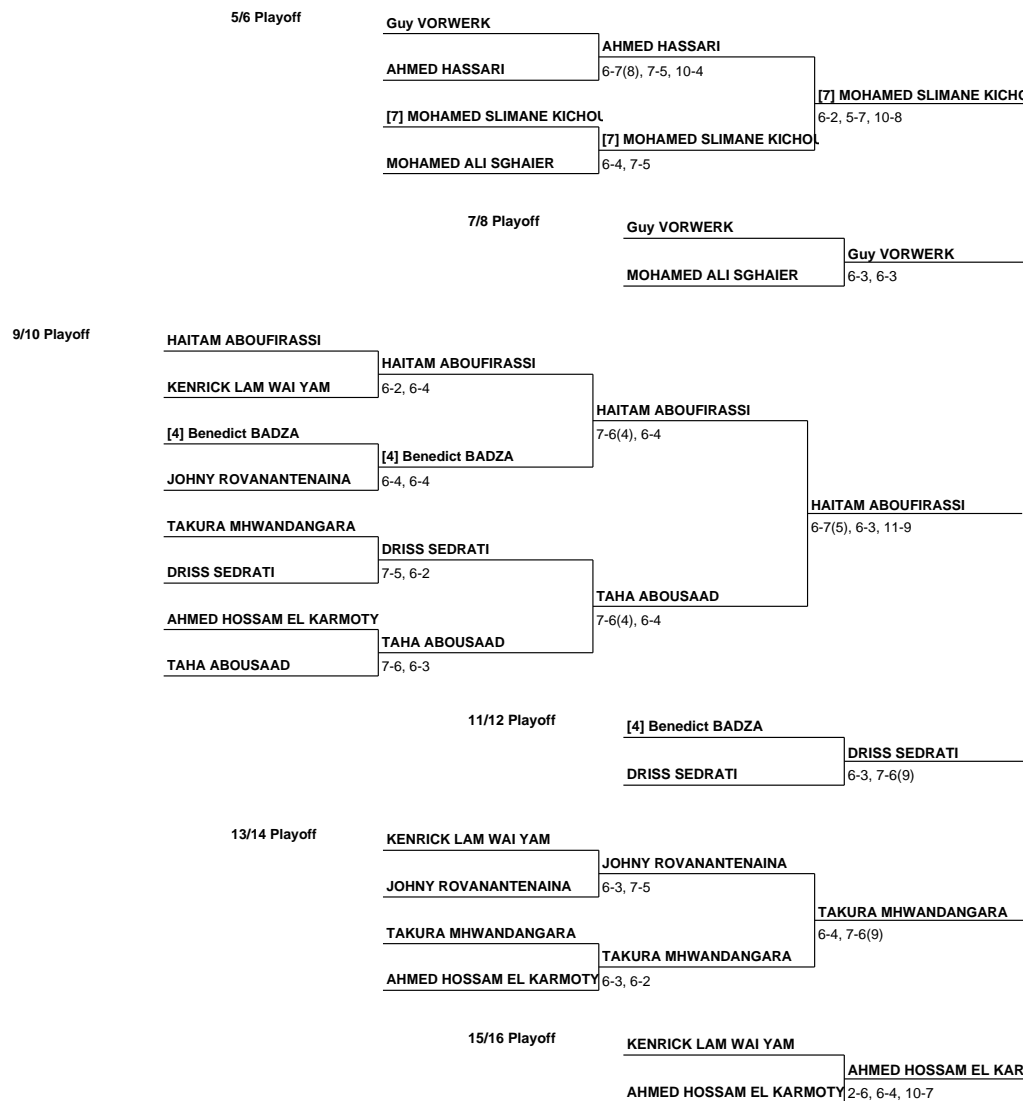 5/6 Playoff
Guy VORWERK
AHMED HASSARI
AHMED HASSARI
6-7(8), 7-5, 10-4
[7] MOHAMED SLIMANE KICHO
6-2, 5-7, 10-8
[7] MOHAMED SLIMANE KICHOU
[7] MOHAMED SLIMANE KICHOU
MOHAMED ALI SGHAIER
6-4, 7-5
7/8 Playoff
Guy VORWERK
Guy VORWERK
MOHAMED ALI SGHAIER
6-3, 6-3
9/10 Playoff
HAITAM ABOUFIRASSI
HAITAM ABOUFIRASSI
KENRICK LAM WAI YAM
6-2, 6-4
HAITAM ABOUFIRASSI
7-6(4), 6-4
[4] Benedict BADZA
[4] Benedict BADZA
JOHNY ROVANANTENAINA
6-4, 6-4
HAITAM ABOUFIRASSI
6-7(5), 6-3, 11-9
TAKURA MHWANDANGARA
DRISS SEDRATI
DRISS SEDRATI
7-5, 6-2
TAHA ABOUSAAD
7-6(4), 6-4
AHMED HOSSAM EL KARMOTY
TAHA ABOUSAAD
TAHA ABOUSAAD
7-6, 6-3
11/12 Playoff
[4] Benedict BADZA
DRISS SEDRATI
DRISS SEDRATI
6-3, 7-6(9)
13/14 Playoff
KENRICK LAM WAI YAM
JOHNY ROVANANTENAINA
JOHNY ROVANANTENAINA
6-3, 7-5
TAKURA MHWANDANGARA
6-4, 7-6(9)
TAKURA MHWANDANGARA
TAKURA MHWANDANGARA
AHMED HOSSAM EL KARMOTY
6-3, 6-2
15/16 Playoff
KENRICK LAM WAI YAM
AHMED HOSSAM EL KAR
AHMED HOSSAM EL KARMOTY
2-6, 6-4, 10-7